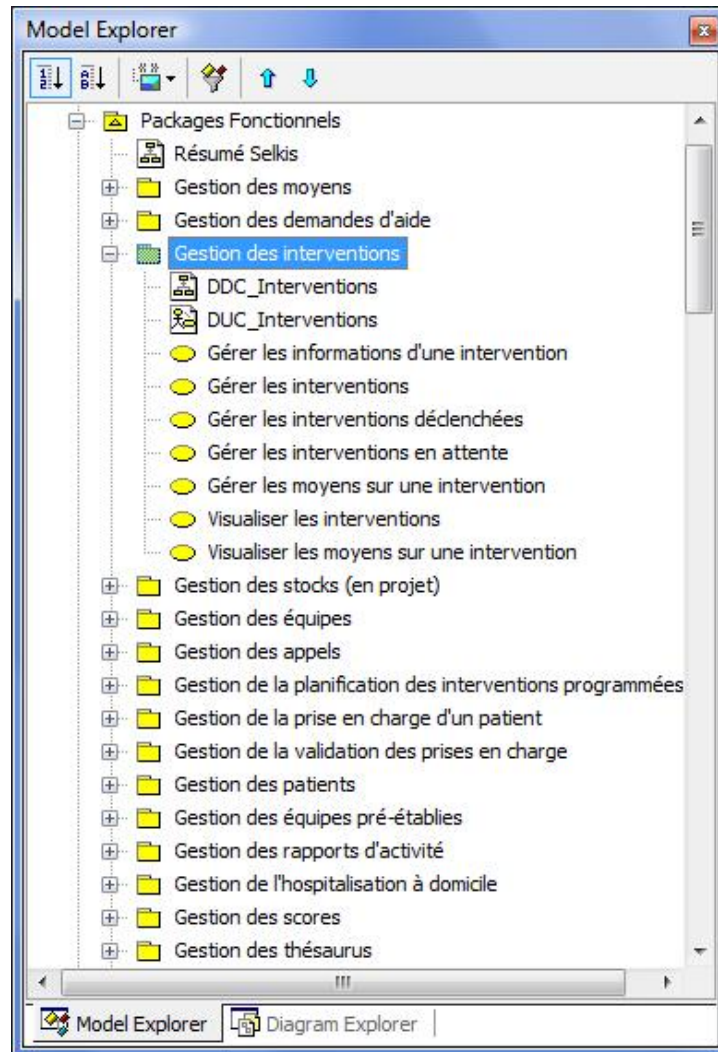 Model Explorer
Packages Fonctionnels
Résumé Selkis
Gestion des moyens
Gestion des demandes d'aide
Gestion des interventions
DDC_Interventions
DUC_Interventions
Gérer les informations d'une intervention
Gérer les interventions
Gérer les interventions déclenchées
Gérer les interventions en attente
Gérer les moyens sur une intervention
Visualiser les interventions
Visualiser les moyens sur une intervention
Gestion des stocks (en projet)
Gestion des équipes
Gestion des appels
Gestion de la planification des interventions programmées
Gestion de la prise en charge d'un patient
Gestion de la validation des prises en charge
Gestion des patients
Gestion des équipes pré-établies
Gestion des rapports d'activité
Gestion de l'hospitalisation à domicile
Gestion des scores
Gestion des thésaurus
Model Explorer Diagram Explorer